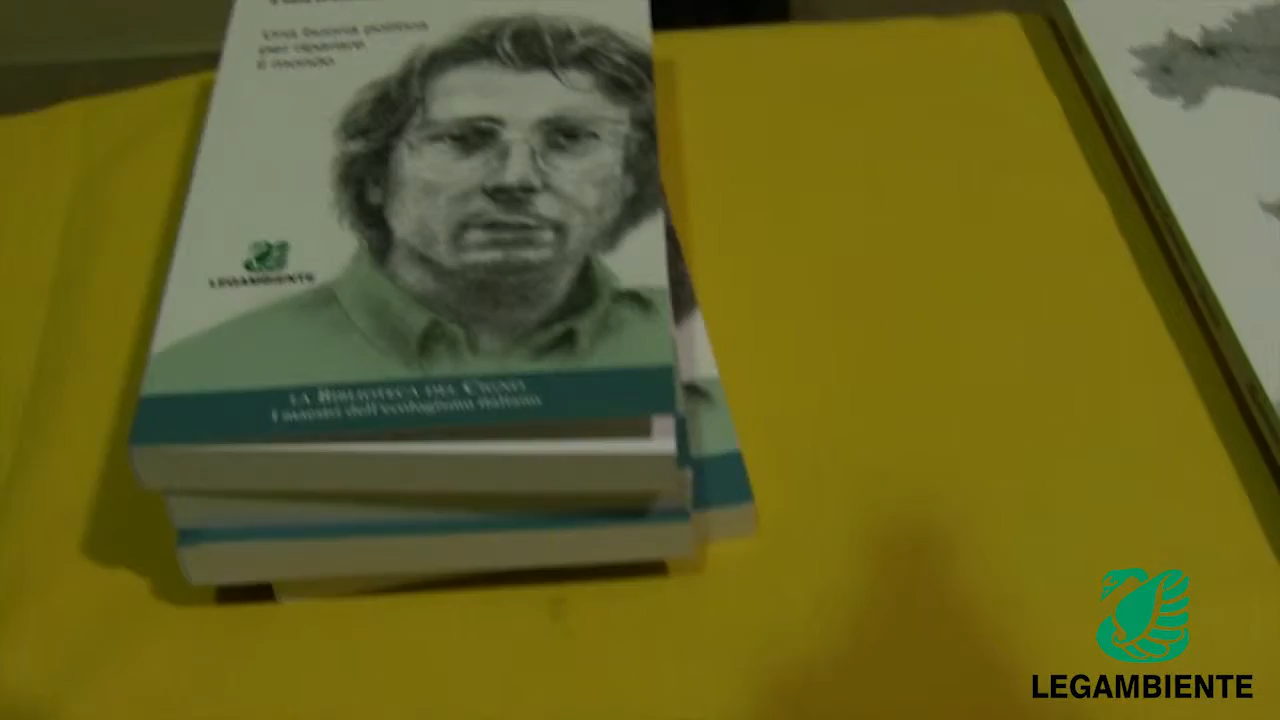 Una buona politica
per riparare
il mondo
LEGAMBIENTE
LA BIBLIOTECA DEL CIGNO
I maestri dell'ecologismo italiano
LEGAMBIENTE